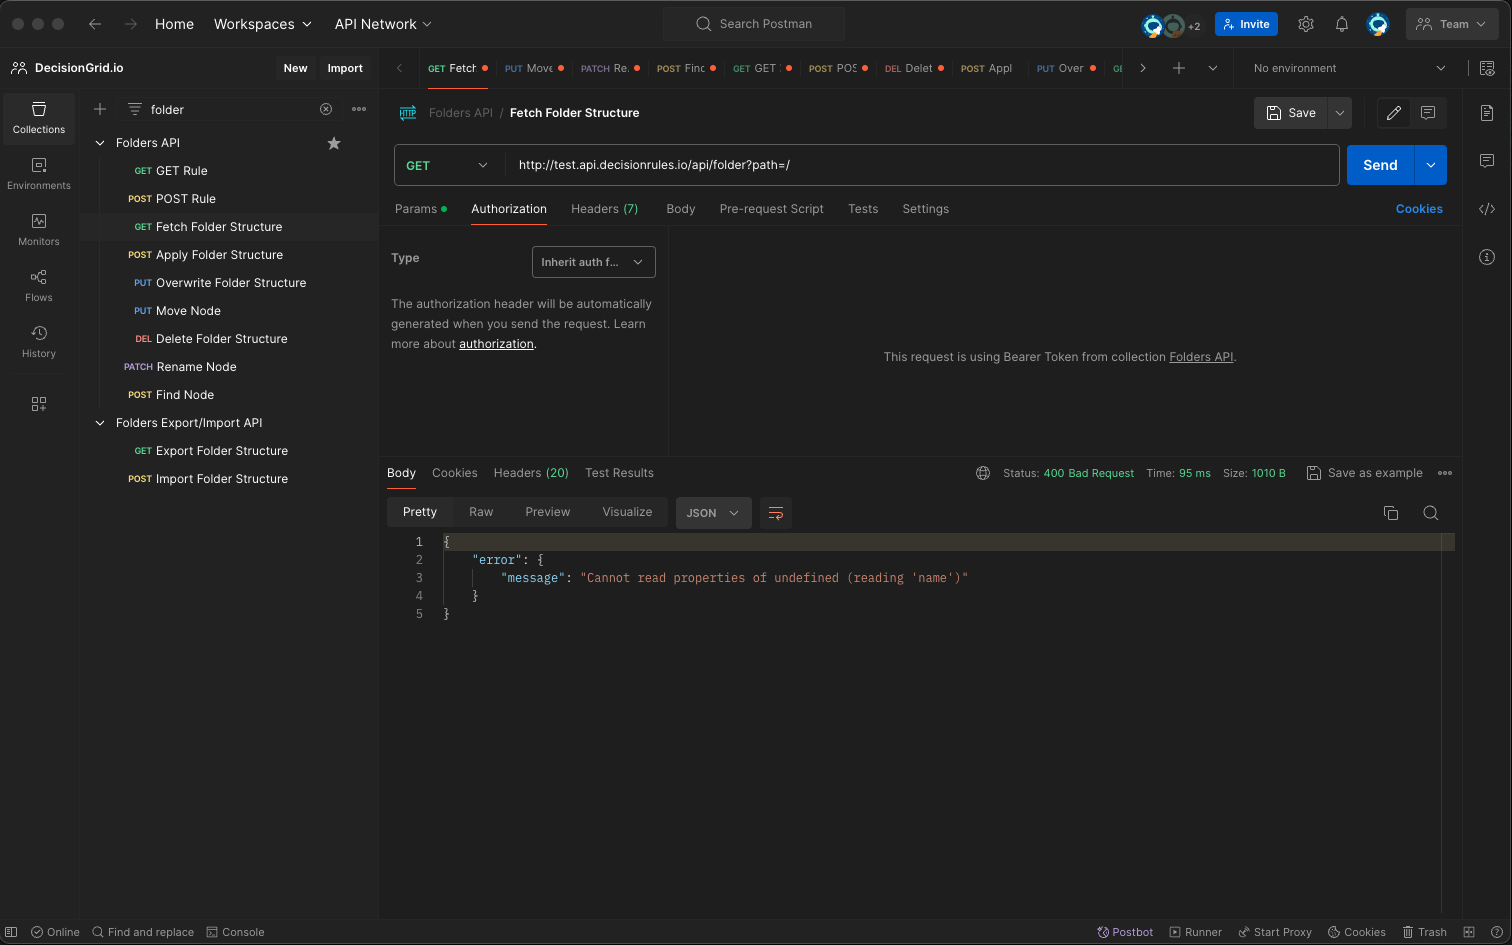 Home
Workspaces
API Network
Search Postman
+2
Invite
Team
DecisionGrid.io
New
Import
GET Fetch
PUT Move
PATCH Re.
POST Finc
GET GET
POST POS
DEL Delet
POST Appl
PUT Over
GE
No environment
Collections
Environments
Monitors
Flows
History
folder
Folders API
GET GET Rule
POST POST Rule
GET Fetch Folder Structure
POST Apply Folder Structure
PUT Overwrite Folder Structure
PUT Move Node
DEL Delete Folder Structure
PATCH Rename Node
POST Find Node
Folders Export/Import API
GET Export Folder Structure
POST Import Folder Structure
HTTP
Folders API / Fetch Folder Structure
Save
GET
http://test.api.decisionrules.io/api/folder?path=/
Send
Params
Authorization
Headers (7)
Body
Pre-request Script
Tests
Settings
Cookies
Type
Inherit auth f...
The authorization header will be automatically
generated when you send the request. Learn
more about authorization.
This request is using Bearer Token from collection Folders API.
Body
Cookies
Headers (20)
Test Results
Status: 400 Bad Request
Time: 95 ms
Size: 1010 B
Save as example
Pretty
Raw
Preview
Visualize
JSON
1 {
2 "error": {
3 "message": "Cannot read properties of undefined (reading 'name')"
4 }
5 }
Online
Find and replace
Console
Postbot
Runner
Start Proxy
Cookies
Trash